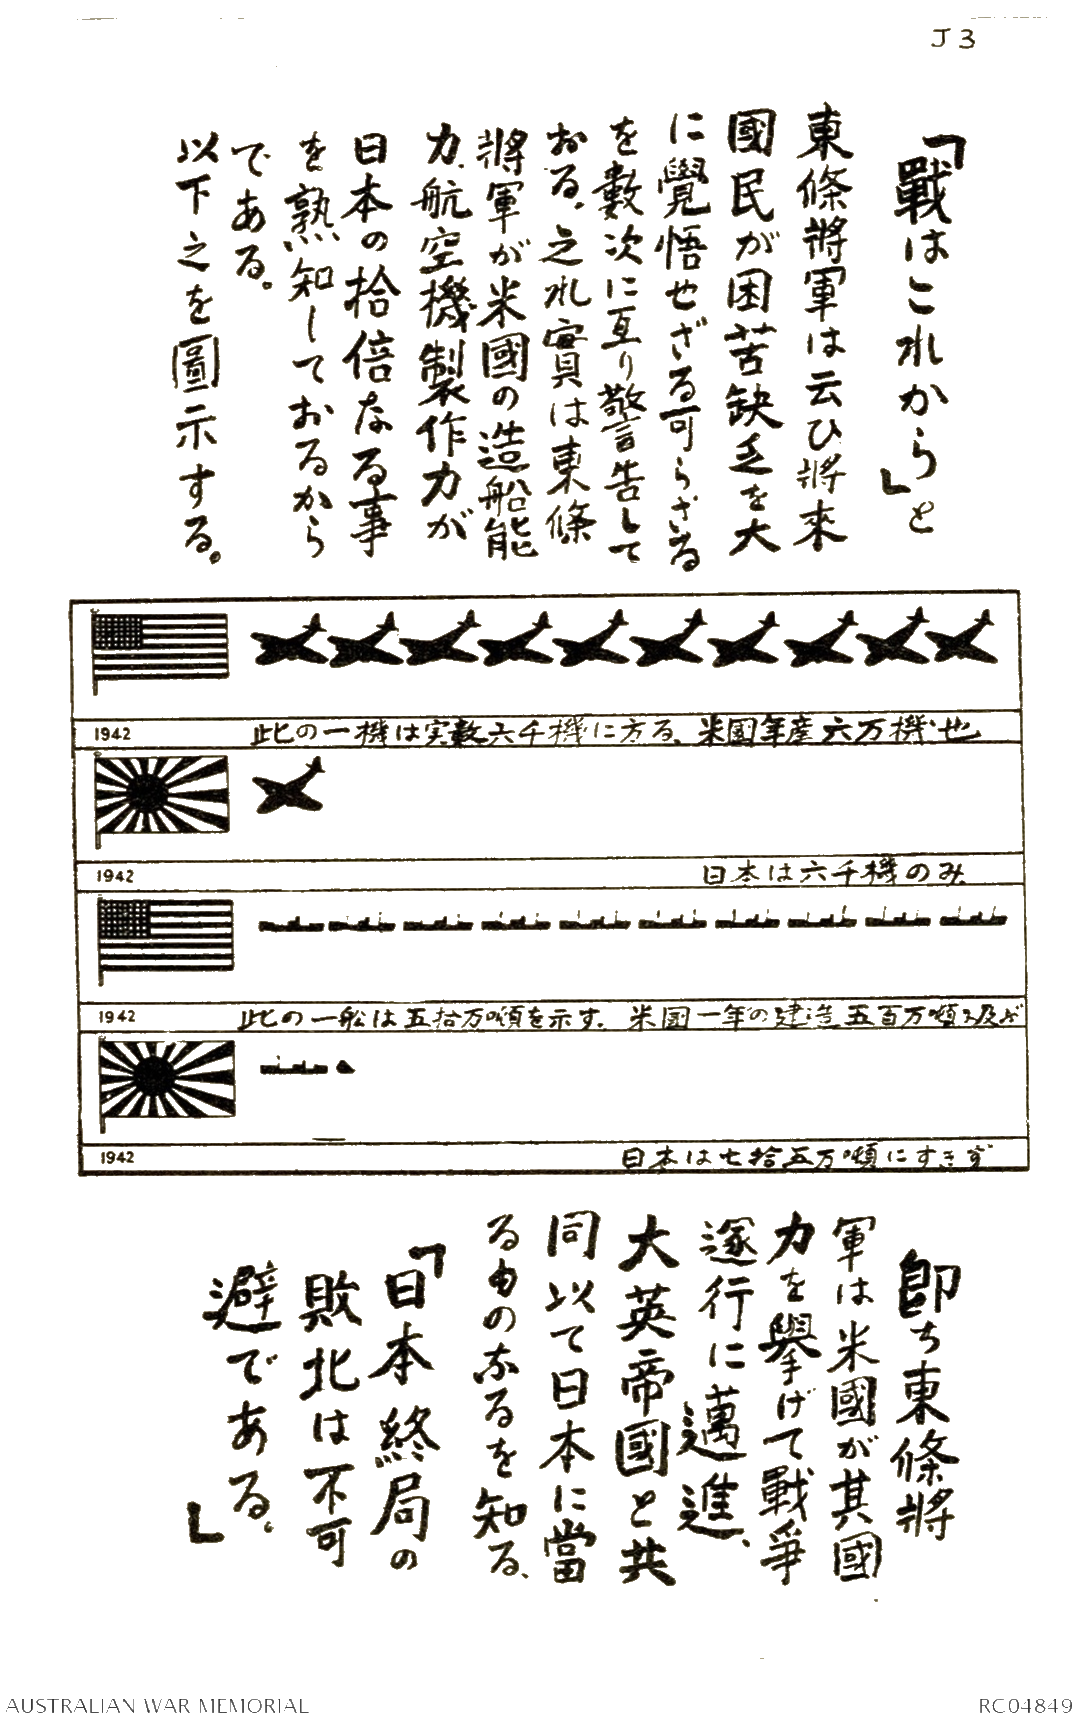 J3
「戰はこれから」と
東條將軍は云ひ將來
國民が困苦缺乏を大
に覺悟せざる可らざる
を數次に亙り警告して
おる、之れ實は東條
將軍が米國の造船能
力、航空機製作力が
日本の拾倍なる事
を熟知しておるから
である。
以下之を圖示する。
1942 此の一機は実數六千機に方る、米国年産六万機也
1942 日本は六千機のみ
1942 此の一船は五拾万噸を示す。米国一年の建造五百万噸に及ぶ
1942 日本は七拾五万噸にすぎず
卽ち東條將
軍は米國が其國
力を擧げて戰爭
遂行に邁進、
大英帝國と共
同以て日本に當
るものなるを知る、
「日本終局の
敗北は不可
避である。」
AUSTRALIAN WAR MEMORIAL
RC04849